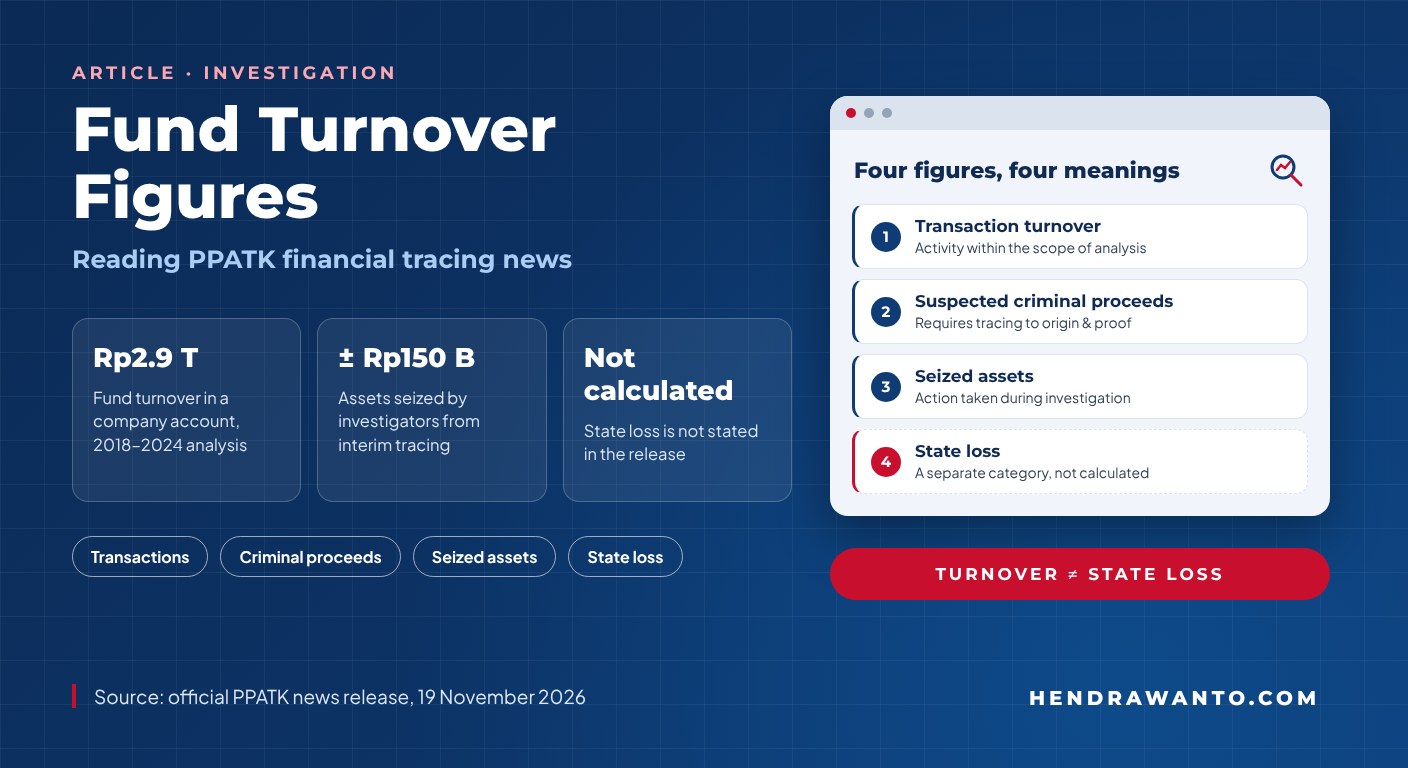 ARTICLE · INVESTIGATION
Fund Turnover
Figures
Reading PPATK financial tracing news
Rp2.9 T
Fund turnover in a
company account,
2018–2024 analysis
± Rp150 B
Assets seized by
investigators from
interim tracing
Not
calculated
State loss is not stated
in the release
Transactions
Criminal proceeds
Seized assets
State loss
Four figures, four meanings
1
Transaction turnover
Activity within the scope of analysis
2
Suspected criminal proceeds
Requires tracing to origin & proof
3
Seized assets
Action taken during investigation
4
State loss
A separate category, not calculated
TURNOVER ≠ STATE LOSS
Source: official PPATK news release, 19 November 2026
HENDRAWANTO.COM